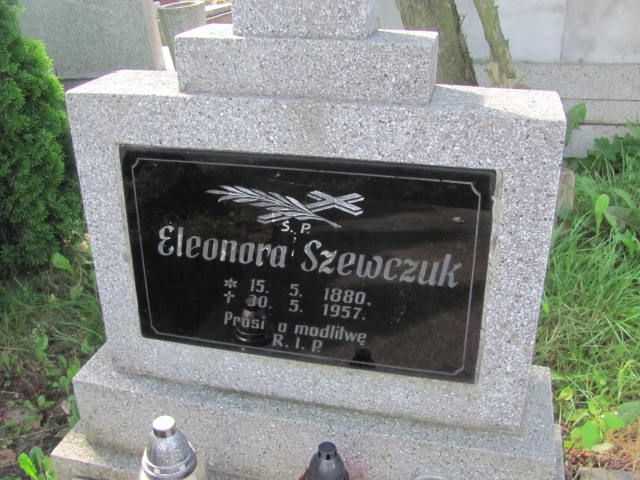 Ś. P.
Eleonora Szewczuk
* 15. 5. 1880.
† 30. 5. 1957.
Prosi o modlitwę
R. I. P.